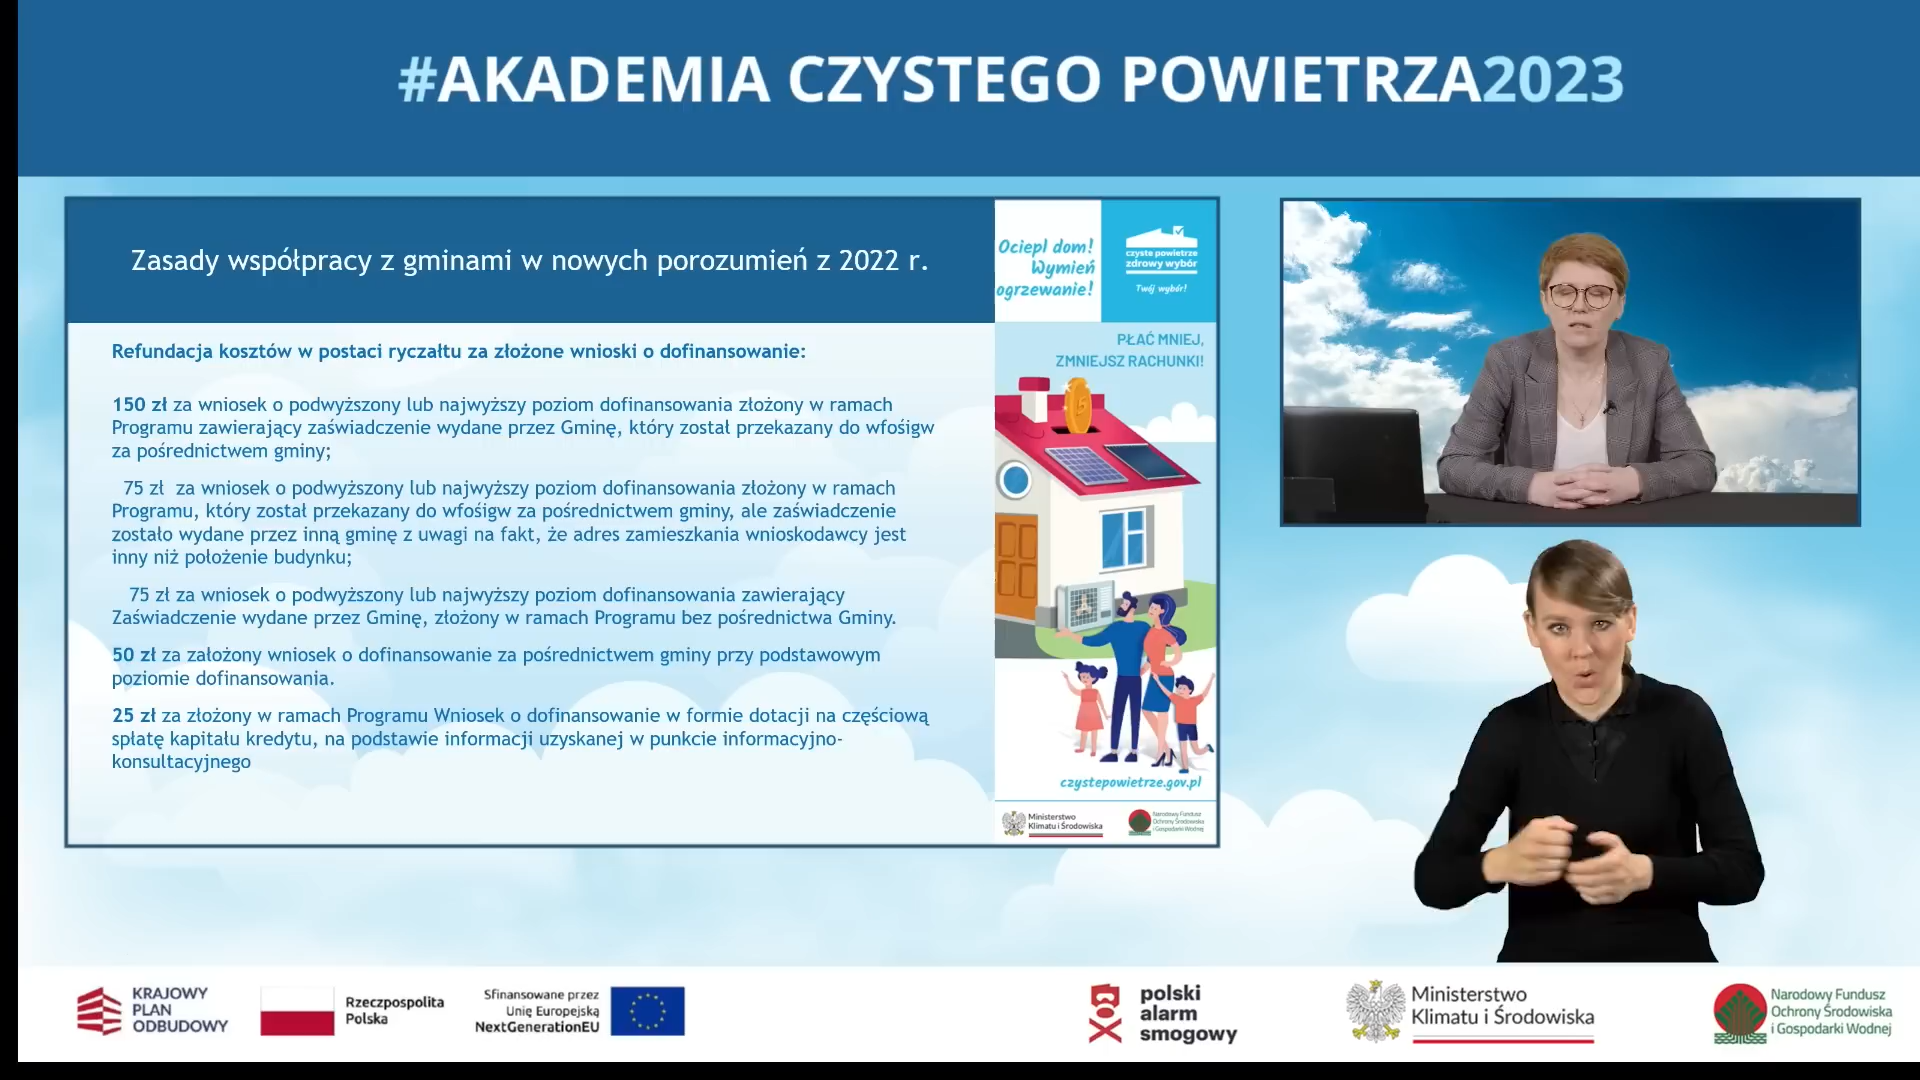 #AKADEMIA CZYSTEGO POWIETRZA2023
Zasady współpracy z gminami w nowych porozumień z 2022 r.
Refundacja kosztów w postaci ryczałtu za złożone wnioski o dofinansowanie:
150 zł za wniosek o podwyższony lub najwyższy poziom dofinansowania złożony w ramach
Programu zawierający zaświadczenie wydane przez Gminę, który został przekazany do wfośigw
za pośrednictwem gminy;
75 zł za wniosek o podwyższony lub najwyższy poziom dofinansowania złożony w ramach
Programu, który został przekazany do wfośigw za pośrednictwem gminy, ale zaświadczenie
zostało wydane przez inną gminę z uwagi na fakt, że adres zamieszkania wnioskodawcy jest
inny niż położenie budynku;
75 zł za wniosek o podwyższony lub najwyższy poziom dofinansowania zawierający
Zaświadczenie wydane przez Gminę, złożony w ramach Programu bez pośrednictwa Gminy.
50 zł za założony wniosek o dofinansowanie za pośrednictwem gminy przy podstawowym
poziomie dofinansowania.
25 zł za złożony w ramach Programu Wniosek o dofinansowanie w formie dotacji na częściową
spłatę kapitału kredytu, na podstawie informacji uzyskanej w punkcie informacyjno-
konsultacyjnego
Ociepl dom!
Wymień
ogrzewanie!
czyste powietrze
zdrowy wybór
Twój wybór!
PŁAĆ MNIEJ,
ZMNIEJSZ RACHUNKI!
czystepowietrze.gov.pl
Ministerstwo
Klimatu i Środowiska
Narodowy Fundusz
Ochrony Środowiska
i Gospodarki Wodnej
KRAJOWY
PLAN
ODBUDOWY
Rzeczpospolita
Polska
Sfinansowane przez
Unię Europejską
NextGenerationEU
polski
alarm
smogowy
Ministerstwo
Klimatu i Środowiska
Narodowy Fundusz
Ochrony Środowiska
i Gospodarki Wodnej